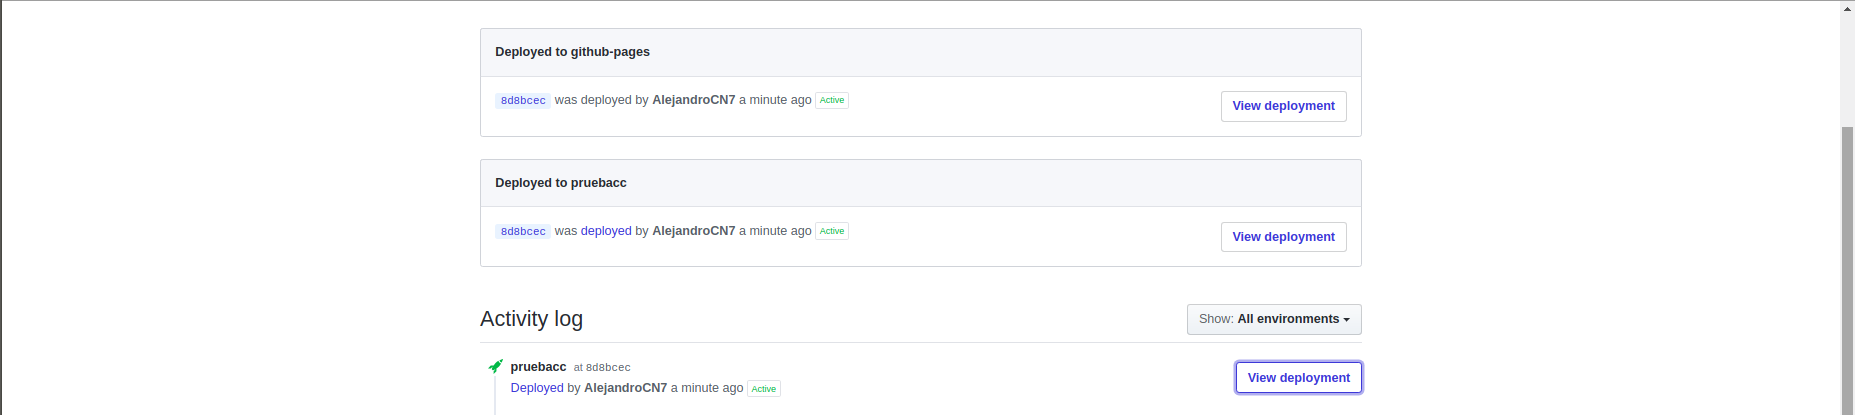 Deployed to github-pages
8d8bcec was deployed by AlejandroCN7 a minute ago Active
View deployment
Deployed to pruebacc
8d8bcec was deployed by AlejandroCN7 a minute ago Active
View deployment
Activity log
Show: All environments
pruebacc at 8d8bcec
Deployed by AlejandroCN7 a minute ago Active
View deployment